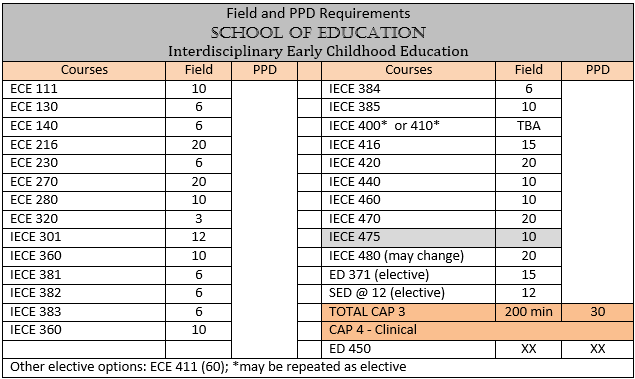 Field and PPD Requirements
SCHOOL OF EDUCATION
Interdisciplinary Early Childhood Education
Courses Field PPD Courses Field PPD
ECE 111 10 IECE 384 6
ECE 130 6 IECE 385 10
ECE 140 6 IECE 400* or 410* TBA
ECE 216 20 IECE 416 15
ECE 230 6 IECE 420 20
ECE 270 20 IECE 440 10
ECE 280 10 IECE 460 10
ECE 320 3 IECE 470 20
IECE 301 12 IECE 475 10
IECE 360 10 IECE 480 (may change) 20
IECE 381 6 ED 371 (elective) 15
IECE 382 6 SED @ 12 (elective) 12
IECE 383 6 TOTAL CAP 3 200 min 30
IECE 360 10 CAP 4 - Clinical
ED 450 XX XX
Other elective options: ECE 411 (60); *may be repeated as elective